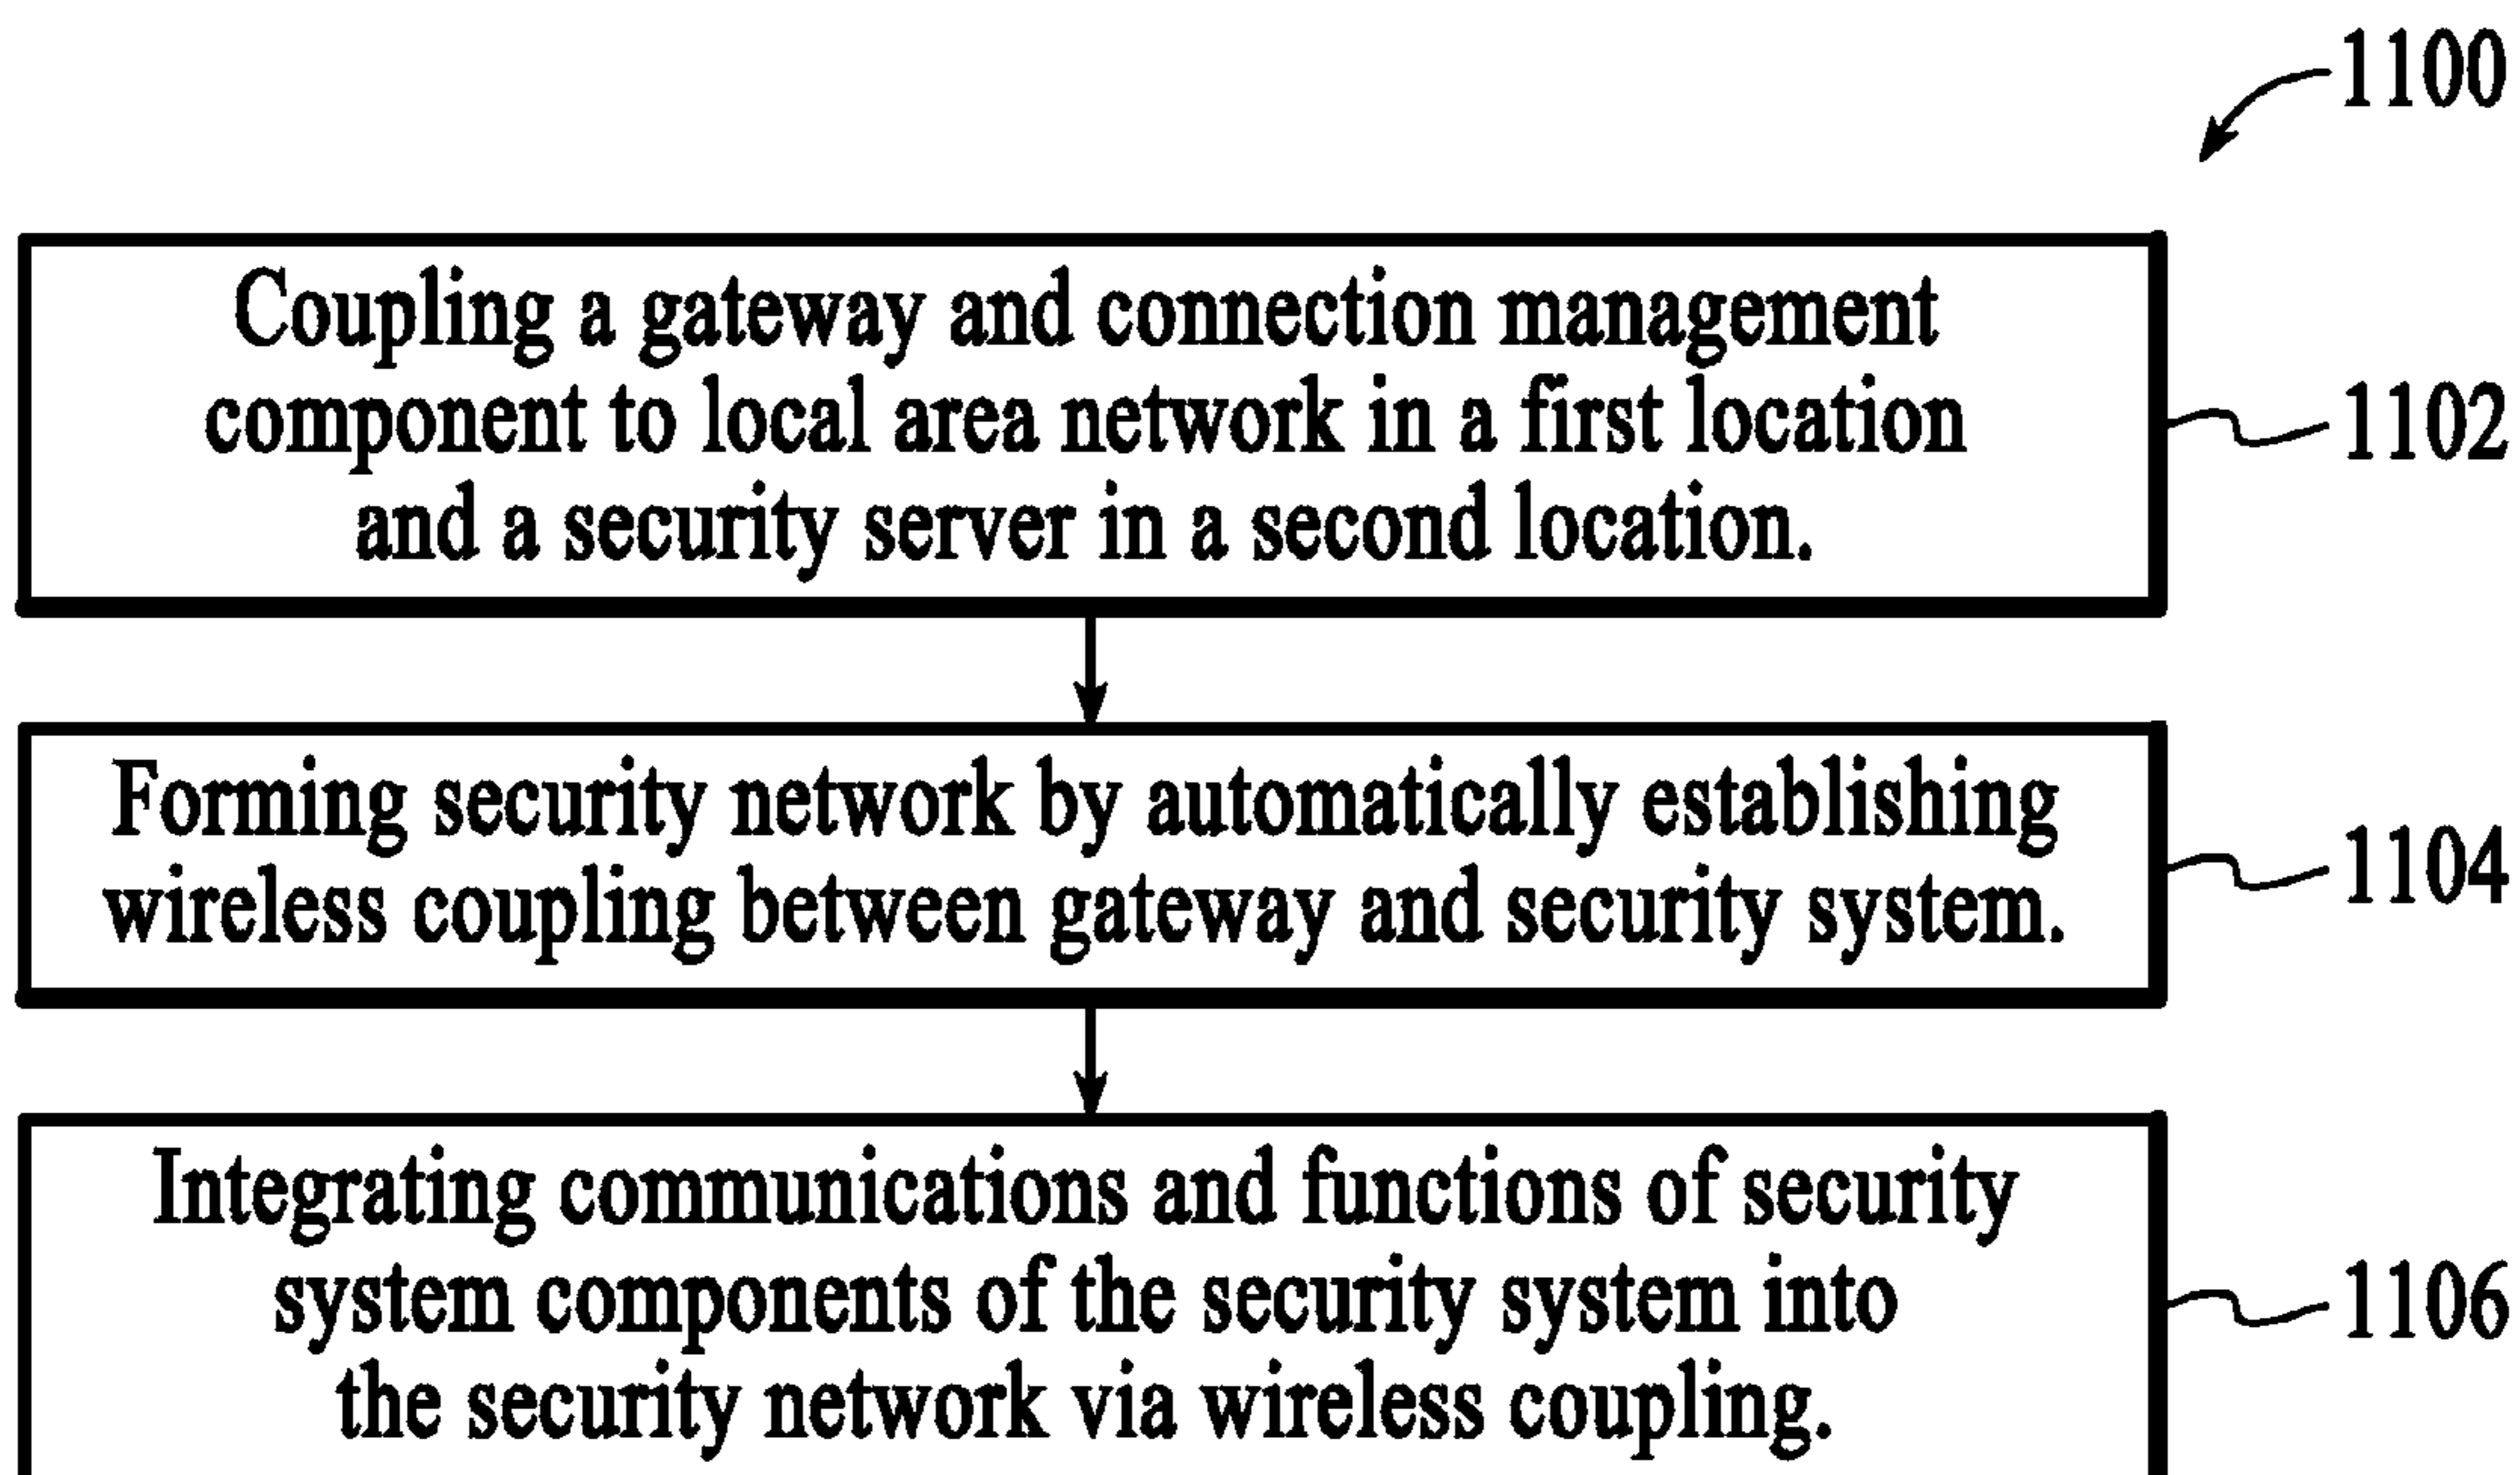 1100
Coupling a gateway and connection management
component to local area network in a first location
and a security server in a second location.
1102
Forming security network by automatically establishing
wireless coupling between gateway and security system.
1104
Integrating communications and functions of security
system components of the security system into
the security network via wireless coupling.
1106